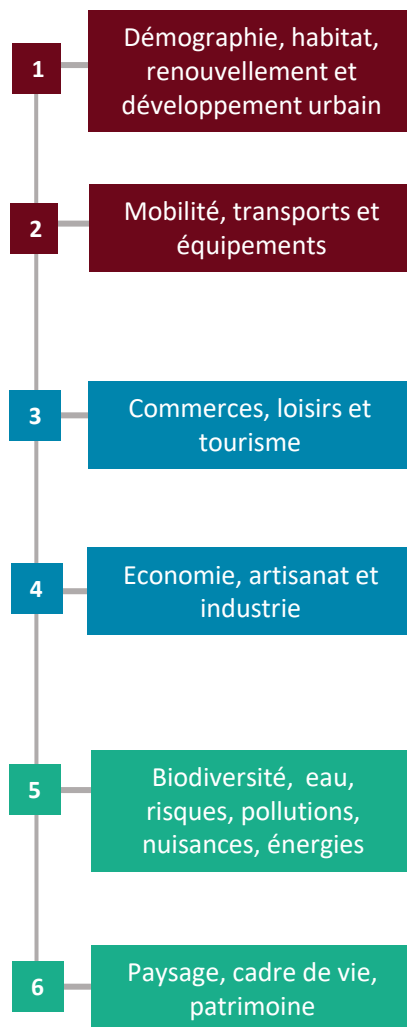 1
Démographie, habitat,
renouvellement et
développement urbain
2
Mobilité, transports et
équipements
3
Commerces, loisirs et
tourisme
4
Economie, artisanat et
industrie
5
Biodiversité, eau,
risques, pollutions,
nuisances, énergies
6
Paysage, cadre de vie,
patrimoine